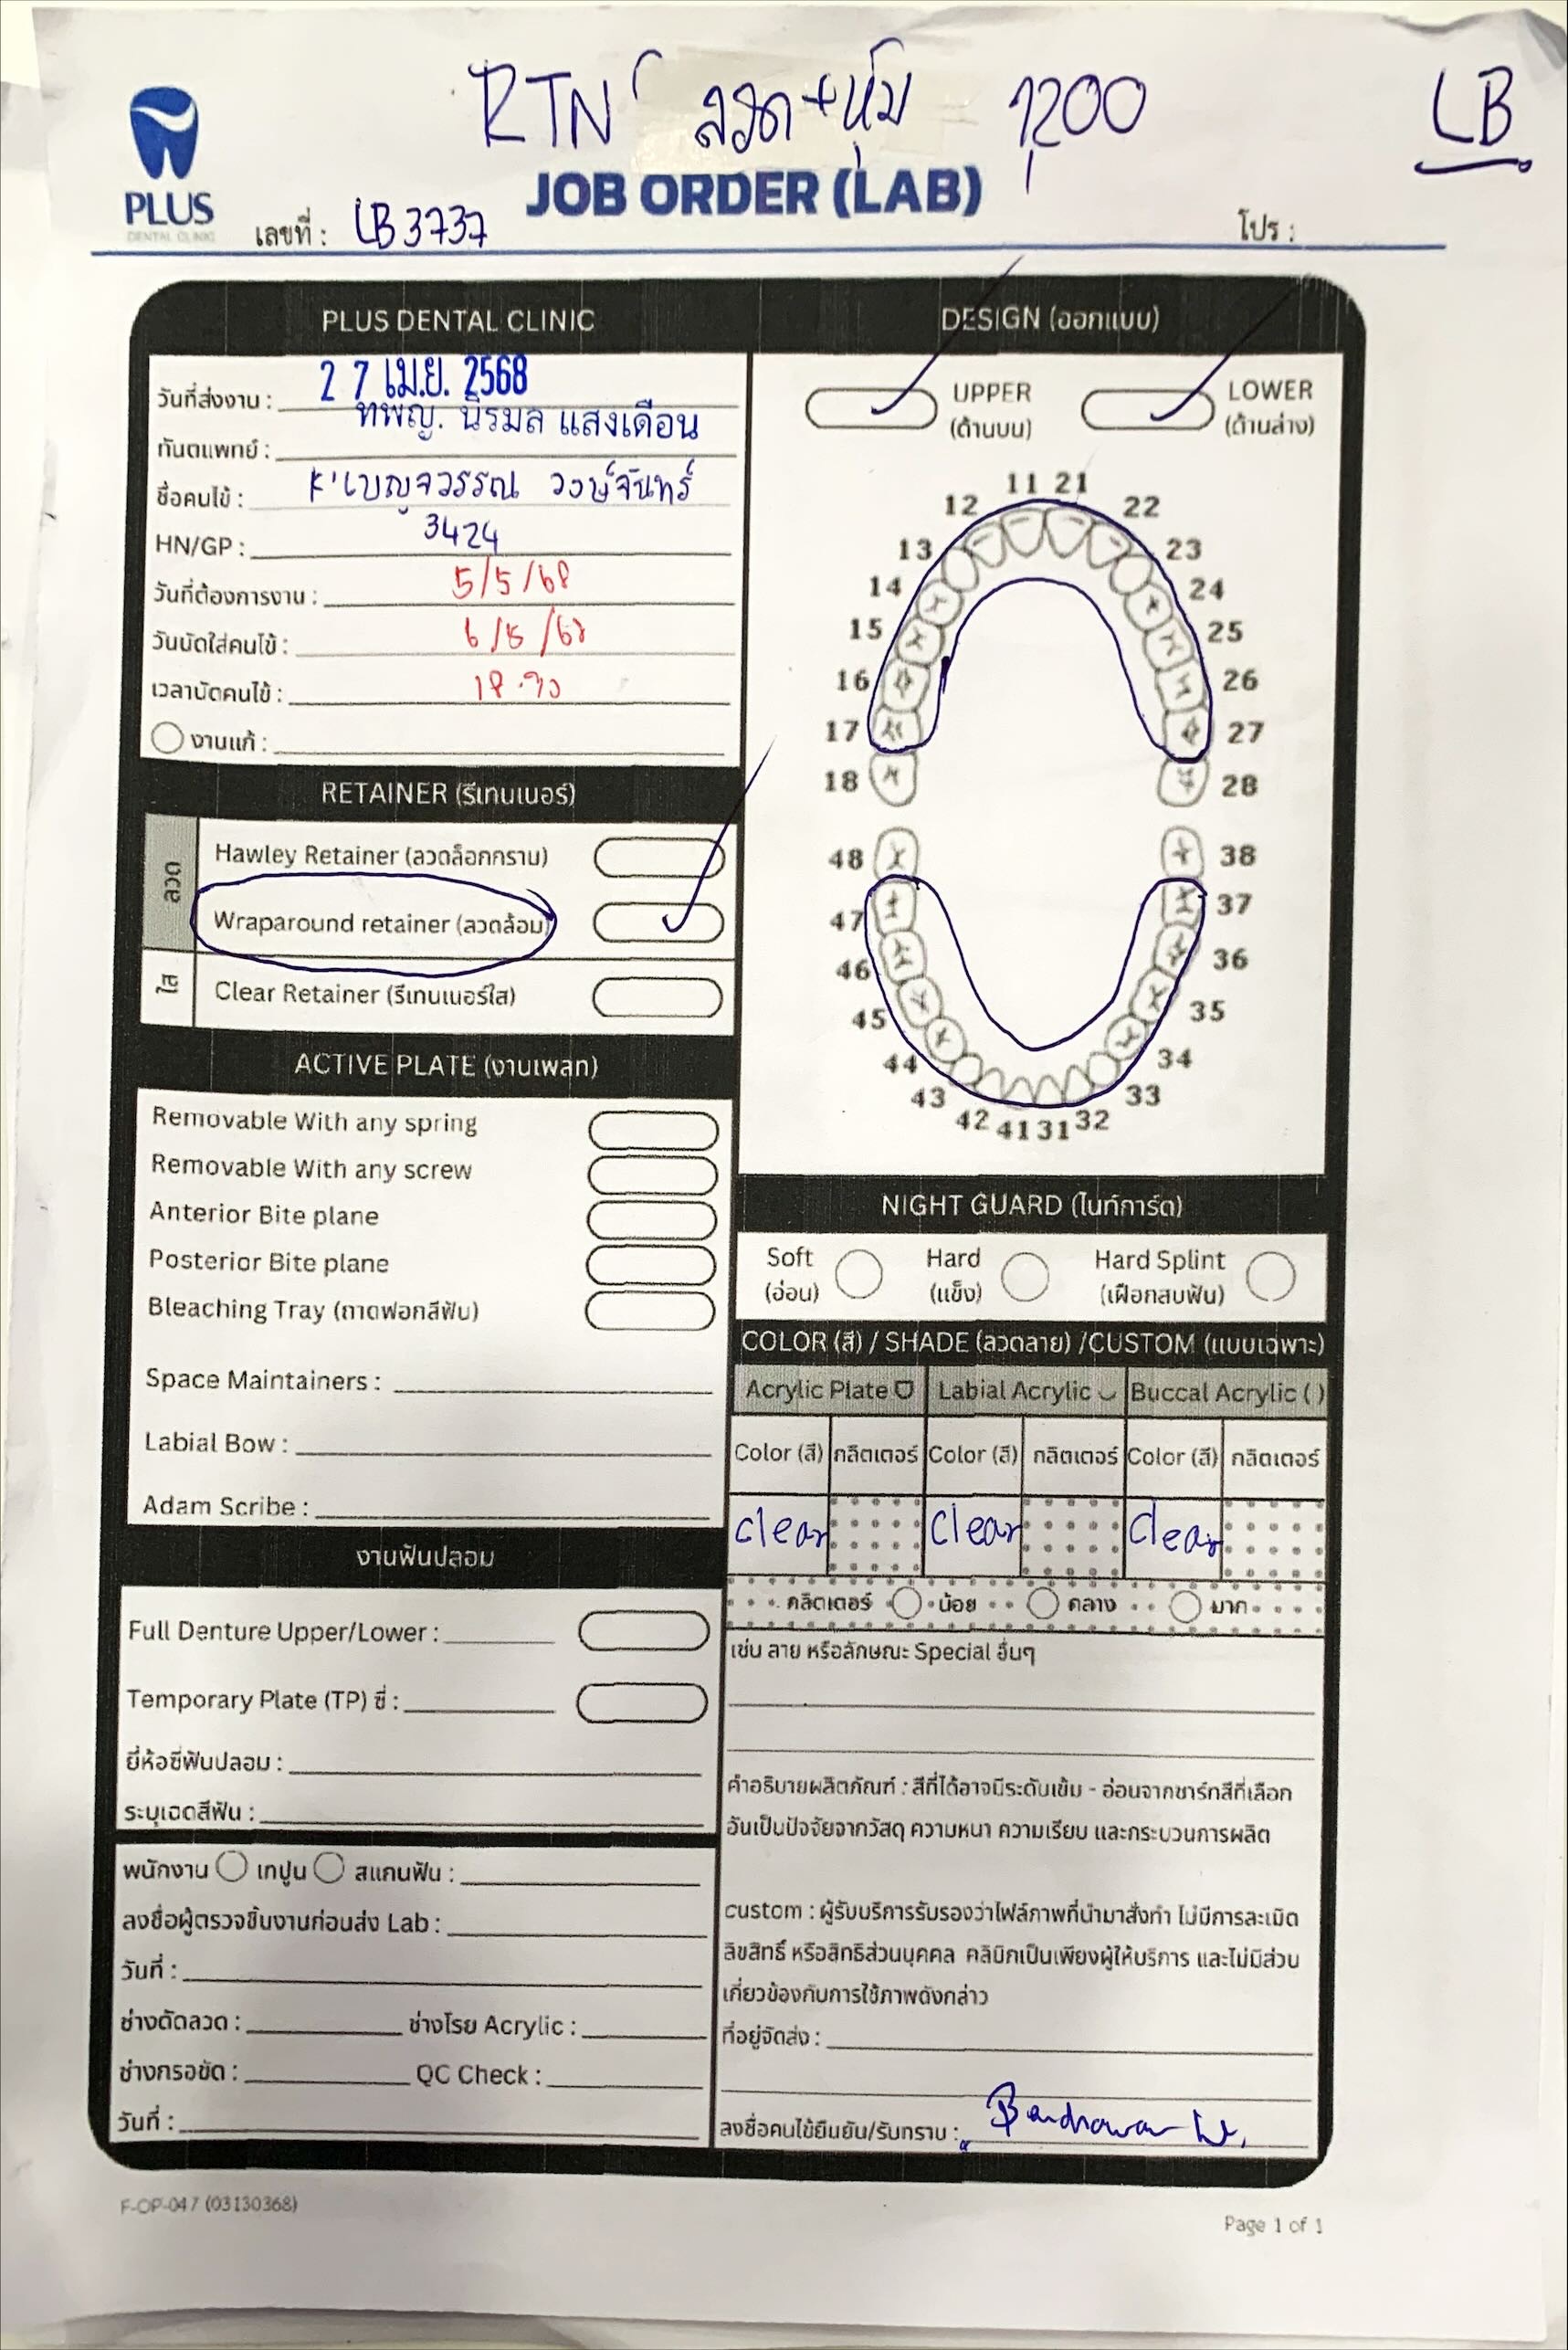 RTN ลวด+หุ้ม 1,200 LB
PLUS
DENTAL CLINIC
JOB ORDER (LAB)
เลขที่ : LB3737
โปร :
PLUS DENTAL CLINIC
วันที่ส่งงาน : 27 เม.ย. 2568
ทันตแพทย์ : ทพญ. นิรมล แสงเดือน
ชื่อคนไข้ : K'เบญจวรรณ วงษ์จันทร์
HN/GP : 3424
วันที่ต้องการงาน : 5/5/68
วันนัดใส่คนไข้ : 6/5/68
เวลานัดคนไข้ :
งานแก้ :
RETAINER (รีเทนเนอร์)
ลวด
Hawley Retainer (ลวดล็อกกราม)
Wraparound retainer (ลวดล้อม)
ใส
Clear Retainer (รีเทนเนอร์ใส)
ACTIVE PLATE (งานเพลท)
Removable With any spring
Removable With any screw
Anterior Bite plane
Posterior Bite plane
Bleaching Tray (ถาดฟอกสีฟัน)
Space Maintainers :
Labial Bow :
Adam Scribe :
งานฟันปลอม
Full Denture Upper/Lower :
Temporary Plate (TP) ซี่ :
ยี่ห้อซี่ฟันปลอม :
ระบุเฉดสีฟัน :
พนักงาน เทปูน สแกนฟัน :
ลงชื่อผู้ตรวจชิ้นงานก่อนส่ง Lab :
วันที่ :
ช่างดัดลวด : ช่างโรย Acrylic :
ช่างกรอขัด : QC Check :
วันที่ :
DESIGN (ออกแบบ)
UPPER
(ด้านบน)
LOWER
(ด้านล่าง)
11 21
12 22
13 23
14 24
15 25
16 26
17 27
18 28
48 38
47 37
46 36
45 35
44 34
43 33
42 41 31 32
NIGHT GUARD (ไนท์การ์ด)
Soft
(อ่อน)
Hard
(แข็ง)
Hard Splint
(เฝือกสบฟัน)
COLOR (สี) / SHADE (ลวดลาย) /CUSTOM (แบบเฉพาะ)
Acrylic Plate Labial Acrylic Buccal Acrylic ( )
Color (สี) กลิตเตอร์ Color (สี) กลิตเตอร์ Color (สี) กลิตเตอร์
clear clear clear
กลิตเตอร์ น้อย กลาง มาก
เช่น ลาย หรือลักษณะ Special อื่นๆ
คำอธิบายผลิตภัณฑ์ : สีที่ได้อาจมีระดับเข้ม - อ่อนจากชาร์ทสีที่เลือก
อันเป็นปัจจัยจากวัสดุ ความหนา ความเรียบ และกระบวนการผลิต
custom : ผู้รับบริการรับรองว่าไฟล์ภาพที่นำมาสั่งทำ ไม่มีการละเมิด
ลิขสิทธิ์ หรือสิทธิส่วนบุคคล คลินิกเป็นเพียงผู้ให้บริการ และไม่มีส่วน
เกี่ยวข้องกับการใช้ภาพดังกล่าว
ที่อยู่จัดส่ง :
ลงชื่อคนไข้ยืนยัน/รับทราบ :
F-OP-047 (03130368)
Page 1 of 1